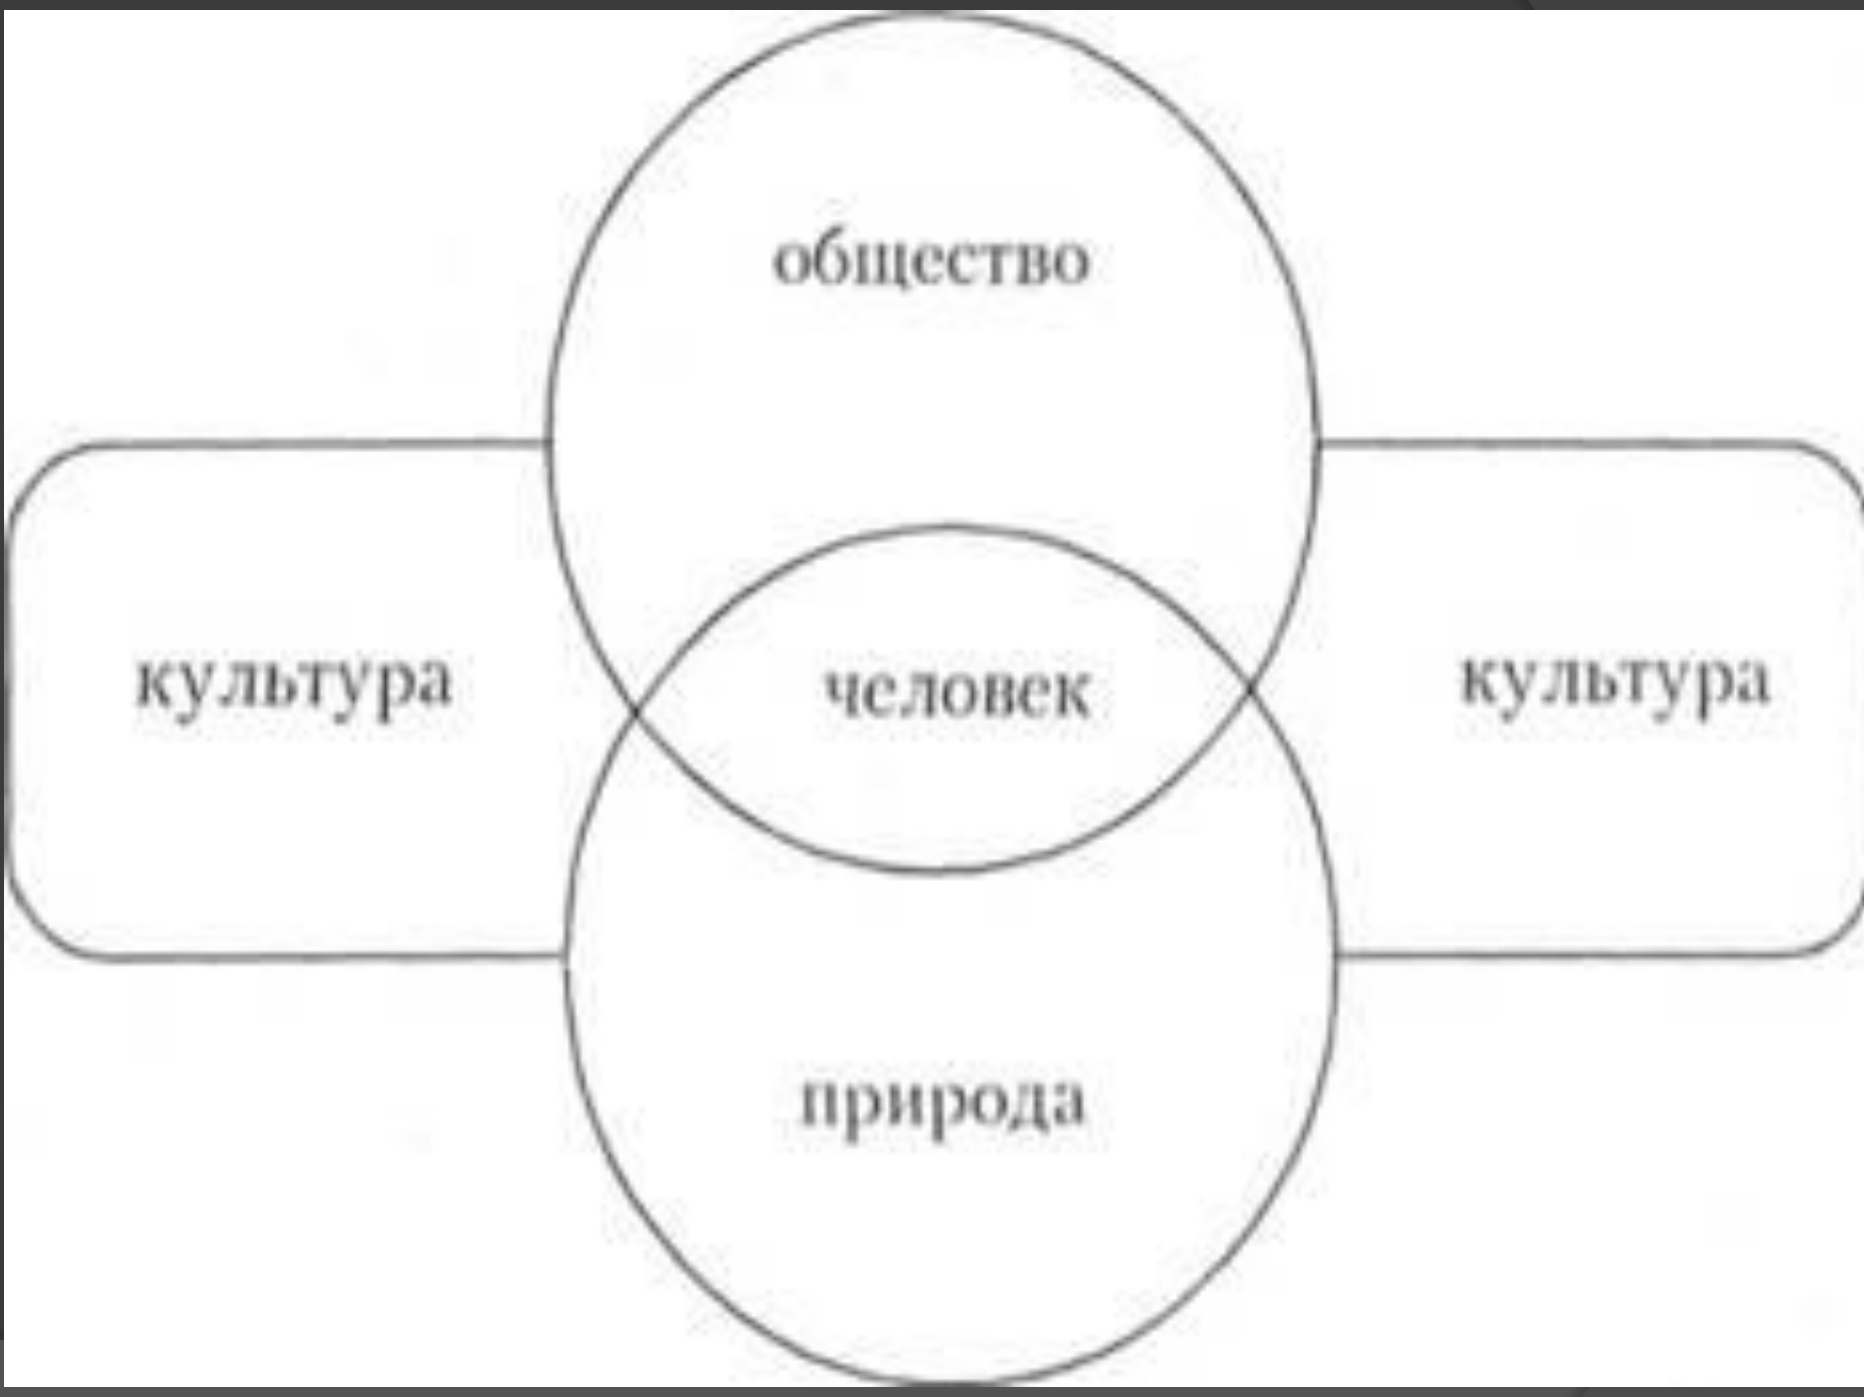 общество
культура
человек
культура
природа